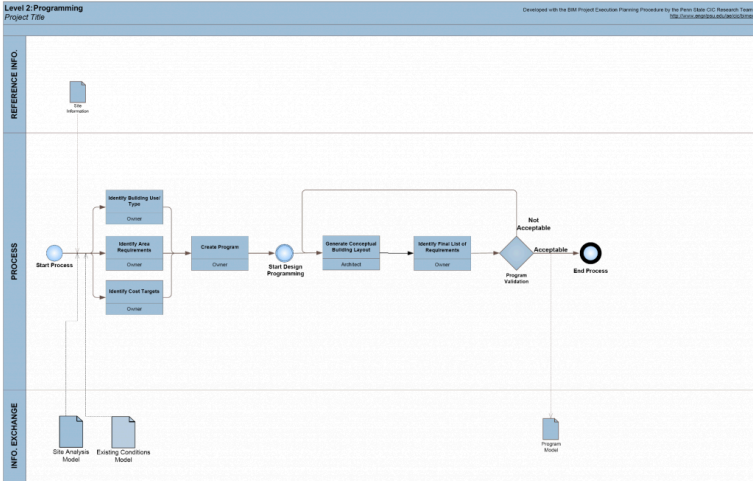 Level 2: Programming
Project Title
Developed with the BIM Project Execution Planning Procedure by the Penn State CIC Research Team
REFERENCE INFO.
Site
Information
PROCESS
Identify Building Use/
Type
Owner
Identify Area
Requirements
Owner
Identify Cost Targets
Owner
Start Process
Create Program
Owner
Start Design
Programming
Generate Conceptual
Building Layout
Architect
Identify Final List of
Requirements
Owner
Not
Acceptable
Acceptable
Program
Validation
End Process
INFO. EXCHANGE
Site Analysis
Model
Existing Conditions
Model
Program
Model